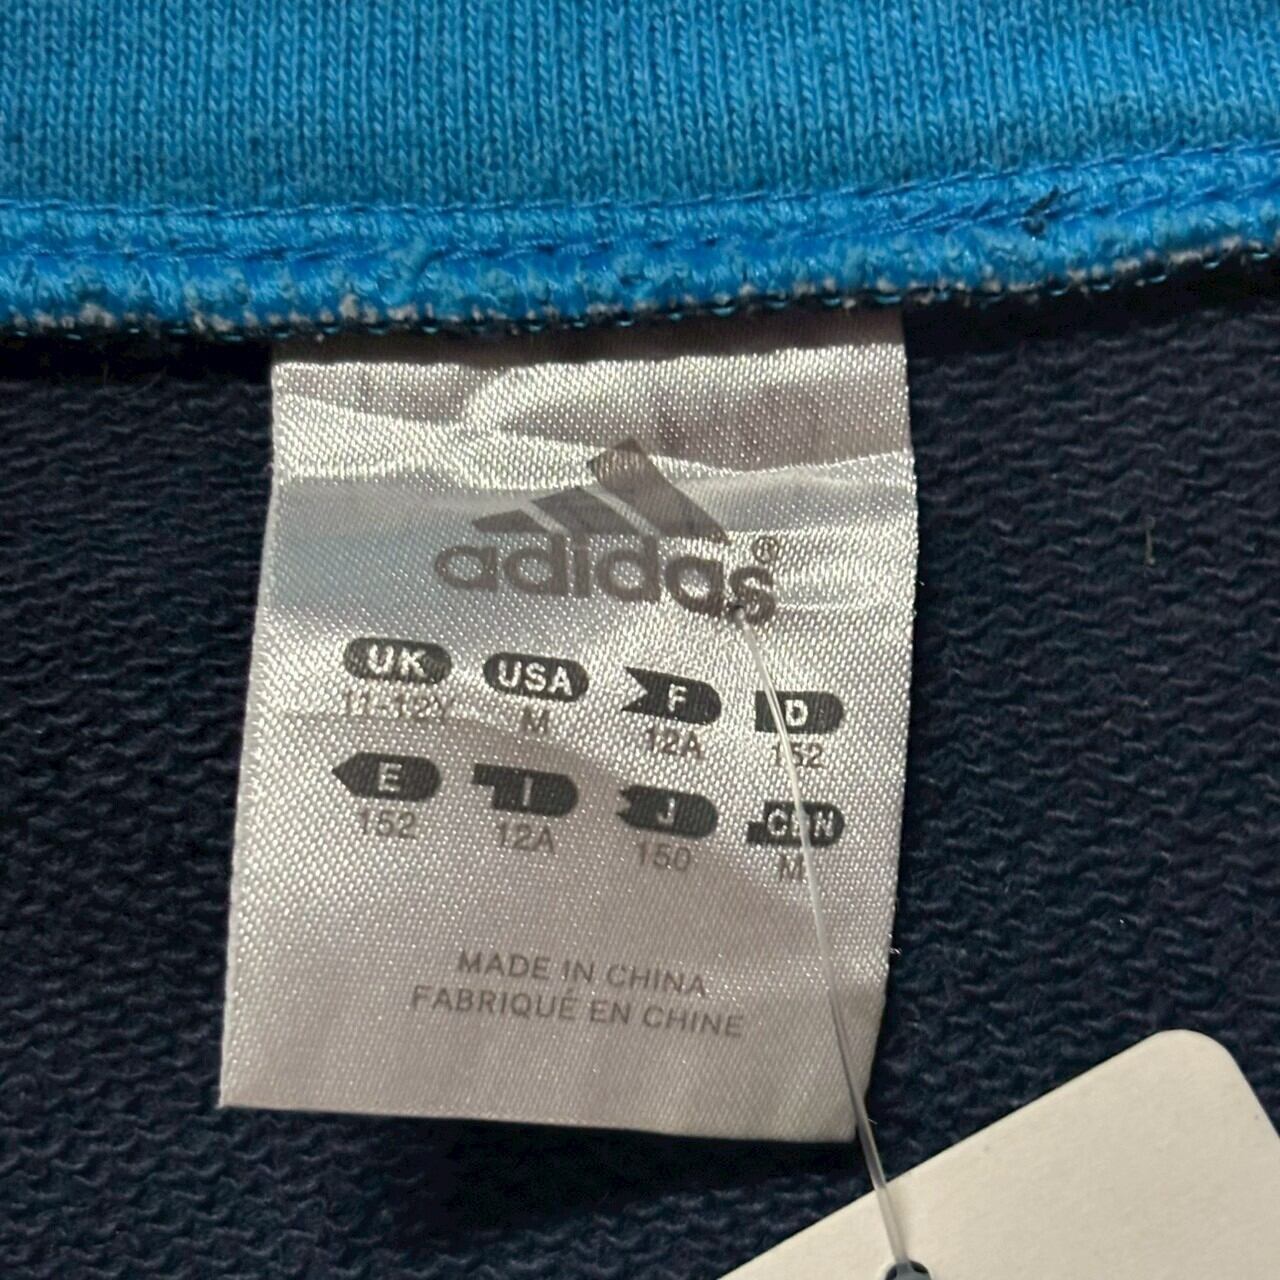 adidas®
UK USA F D
11-12Y M 12A 152
E I J CHN
152 12A 150 M
MADE IN CHINA
FABRIQUÉ EN CHINE